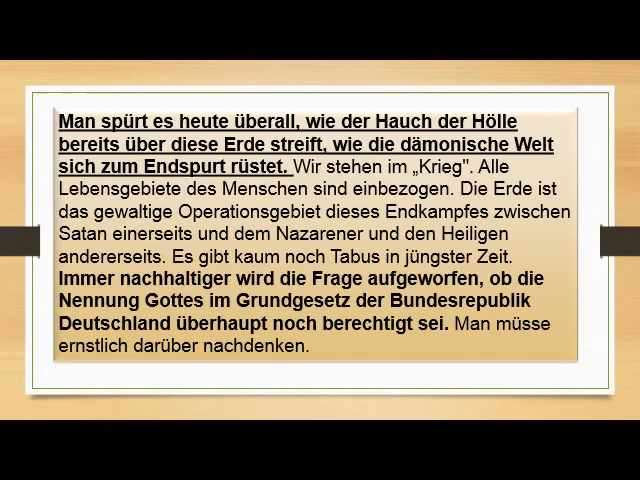 Man spürt es heute überall, wie der Hauch der Hölle
bereits über diese Erde streift, wie die dämonische Welt
sich zum Endspurt rüstet. Wir stehen im „Krieg". Alle
Lebensgebiete des Menschen sind einbezogen. Die Erde ist
das gewaltige Operationsgebiet dieses Endkampfes zwischen
Satan einerseits und dem Nazarener und den Heiligen
andererseits. Es gibt kaum noch Tabus in jüngster Zeit.
Immer nachhaltiger wird die Frage aufgeworfen, ob die
Nennung Gottes im Grundgesetz der Bundesrepublik
Deutschland überhaupt noch berechtigt sei. Man müsse
ernstlich darüber nachdenken.